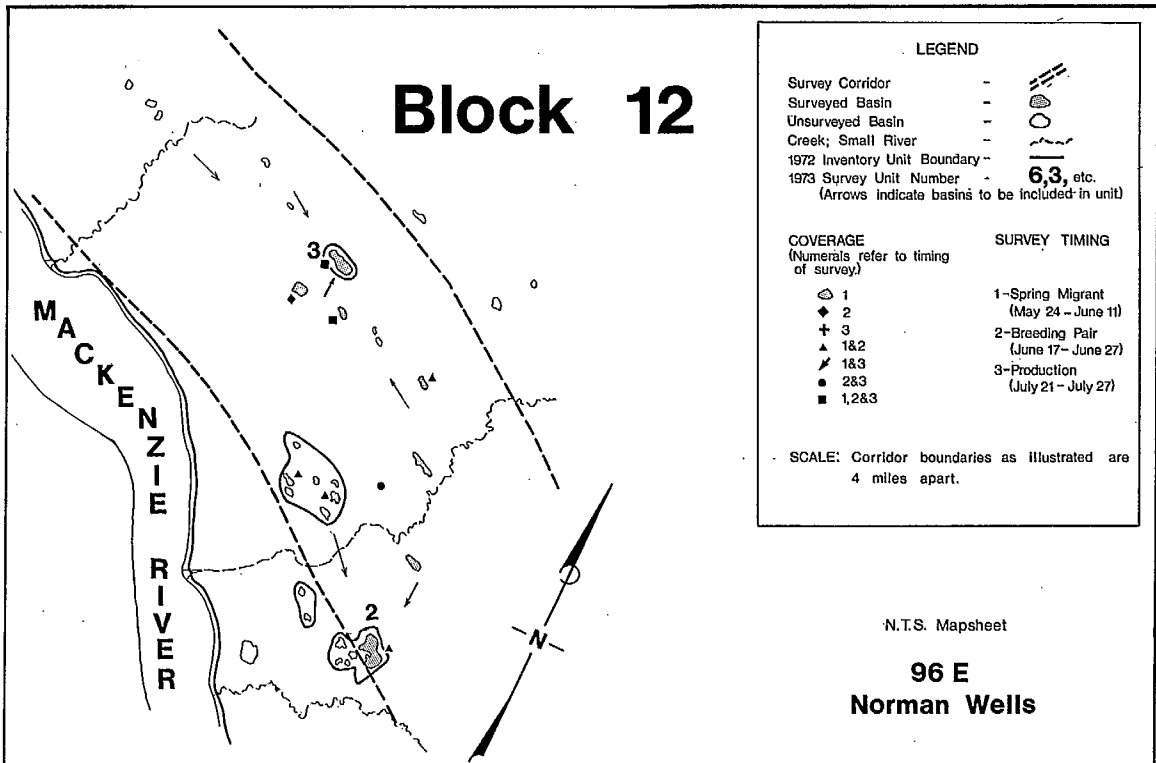 Block 12
LEGEND
Survey Corridor -
Surveyed Basin -
Unsurveyed Basin -
Creek; Small River -
1972 Inventory Unit Boundary -
1973 Survey Unit Number - 6,3, etc.
(Arrows indicate basins to be included in unit)
COVERAGE
(Numerals refer to timing
of survey.)
1
2
3
1&2
1&3
2&3
1,2&3
SURVEY TIMING
1-Spring Migrant
(May 24-June 11)
2-Breeding Pair
(June 17-June 27)
3-Production
(July 21-July 27)
SCALE: Corridor boundaries as illustrated are
4 miles apart.
3
2
MACKENZIE RIVER
N
N.T.S. Mapsheet
96 E
Norman Wells